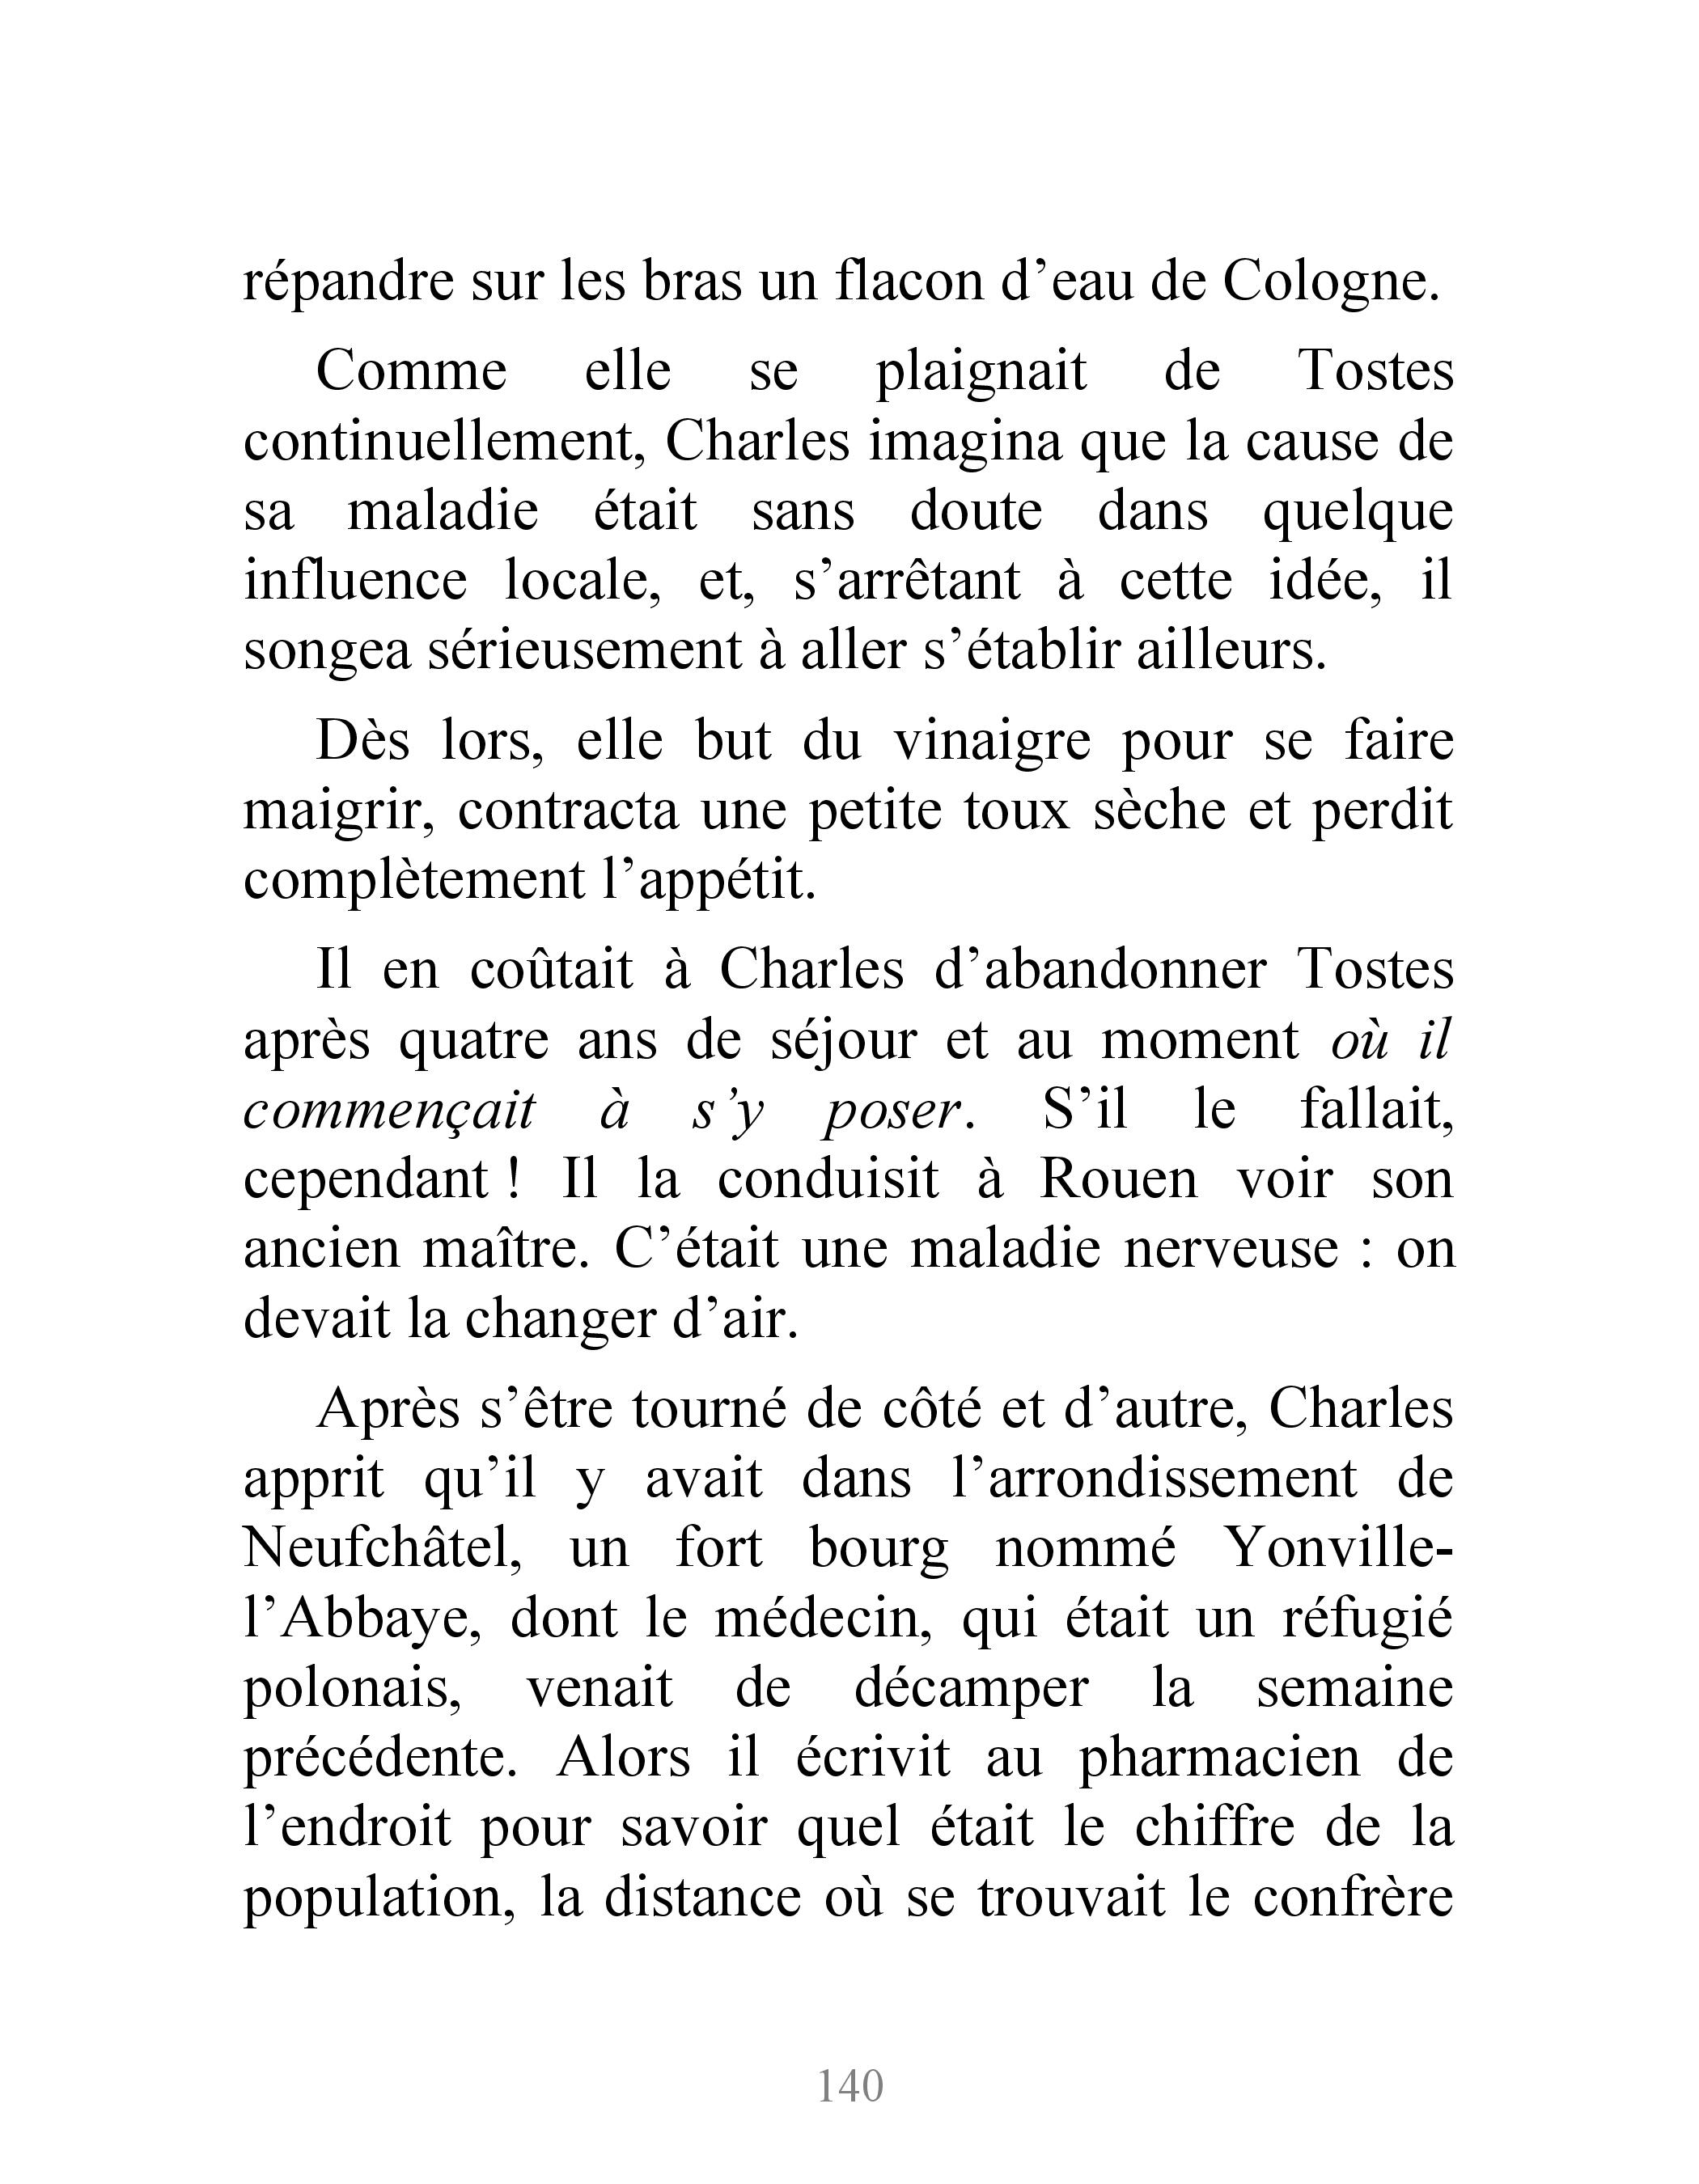 répandre sur les bras un flacon d’eau de Cologne.
Comme elle se plaignait de Tostes
continuellement, Charles imagina que la cause de
sa maladie était sans doute dans quelque
influence locale, et, s’arrêtant à cette idée, il
songea sérieusement à aller s’établir ailleurs.
Dès lors, elle but du vinaigre pour se faire
maigrir, contracta une petite toux sèche et perdit
complètement l’appétit.
Il en coûtait à Charles d’abandonner Tostes
après quatre ans de séjour et au moment où il
commençait à s’y poser. S’il le fallait,
cependant ! Il la conduisit à Rouen voir son
ancien maître. C’était une maladie nerveuse : on
devait la changer d’air.
Après s’être tourné de côté et d’autre, Charles
apprit qu’il y avait dans l’arrondissement de
Neufchâtel, un fort bourg nommé Yonville-
l’Abbaye, dont le médecin, qui était un réfugié
polonais, venait de décamper la semaine
précédente. Alors il écrivit au pharmacien de
l’endroit pour savoir quel était le chiffre de la
population, la distance où se trouvait le confrère
140